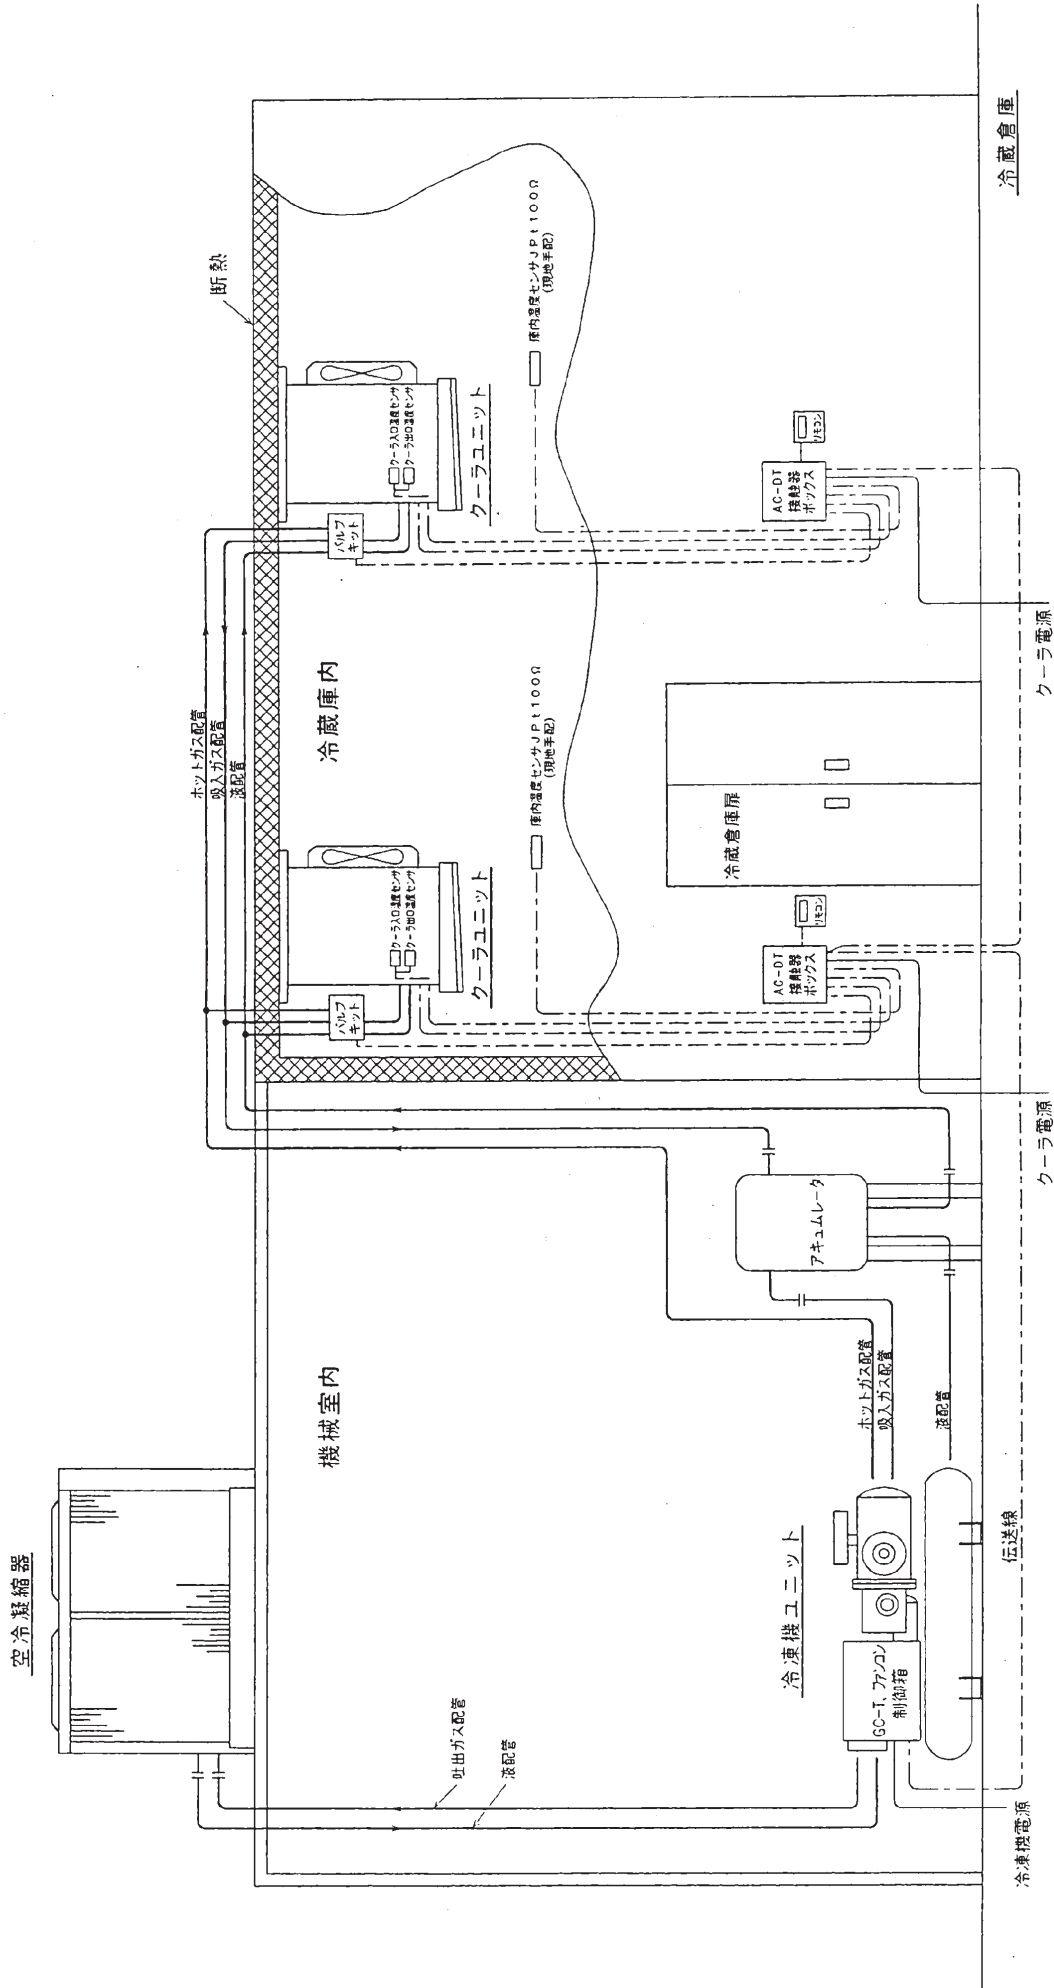 空冷凝縮器
吐出ガス配管
液配管
機械室内
冷凍機ユニット
GC-T、ファンコン
制御箱
冷凍機電源
伝送線
ホットガス配管
吸入ガス配管
液配管
アキュムレータ
ホットガス配管
吸入ガス配管
液配管
断熱
冷蔵庫内
バルブ
キット
クーラ入口温度センサ
クーラ出口温度センサ
クーラユニット
庫内温度センサJPt100Ω
(現地手配)
AC-DT
接触器
ボックス
リモコン
クーラ電源
冷蔵倉庫扉
バルブ
キット
クーラ入口温度センサ
クーラ出口温度センサ
クーラユニット
庫内温度センサJPt100Ω
(現地手配)
AC-DT
接触器
ボックス
リモコン
クーラ電源
冷蔵倉庫